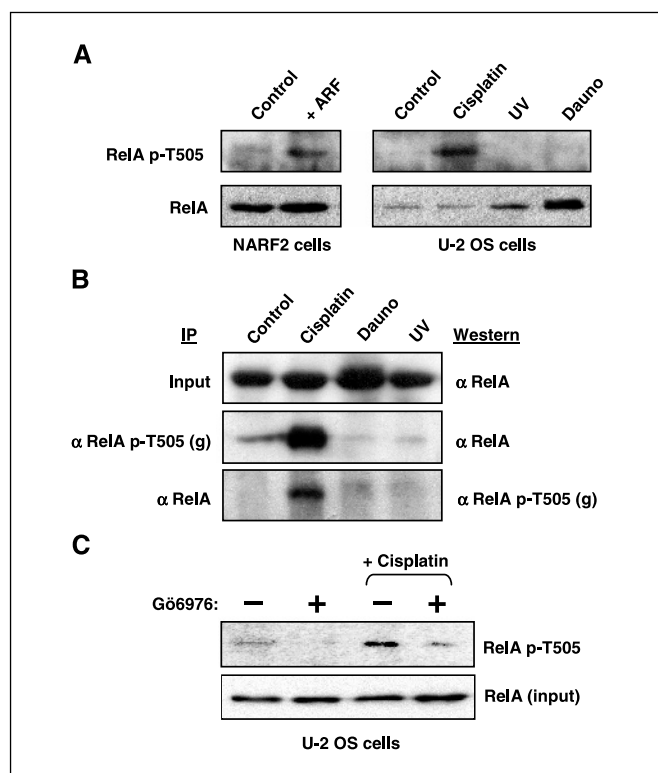 A
Control
+ ARF
Control
Cisplatin
UV
Dauno
RelA p-T505
RelA
NARF2 cells
U-2 OS cells
B
IP
Control
Cisplatin
Dauno
UV
Western
Input
α RelA
α RelA p-T505 (g)
α RelA
α RelA
α RelA p-T505 (g)
C
+ Cisplatin
Gö6976: − + − +
RelA p-T505
RelA (input)
U-2 OS cells